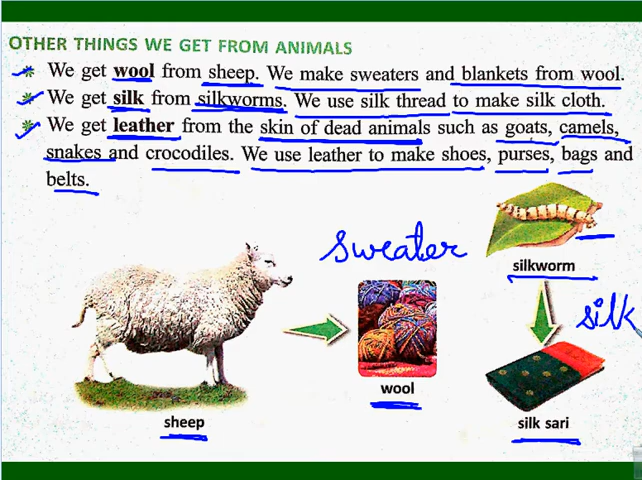 OTHER THINGS WE GET FROM ANIMALS
We get wool from sheep. We make sweaters and blankets from wool.
We get silk from silkworms. We use silk thread to make silk cloth.
We get leather from the skin of dead animals such as goats, camels,
snakes and crocodiles. We use leather to make shoes, purses, bags and
belts.
sweater
silkworm
silk
wool
sheep
silk sari